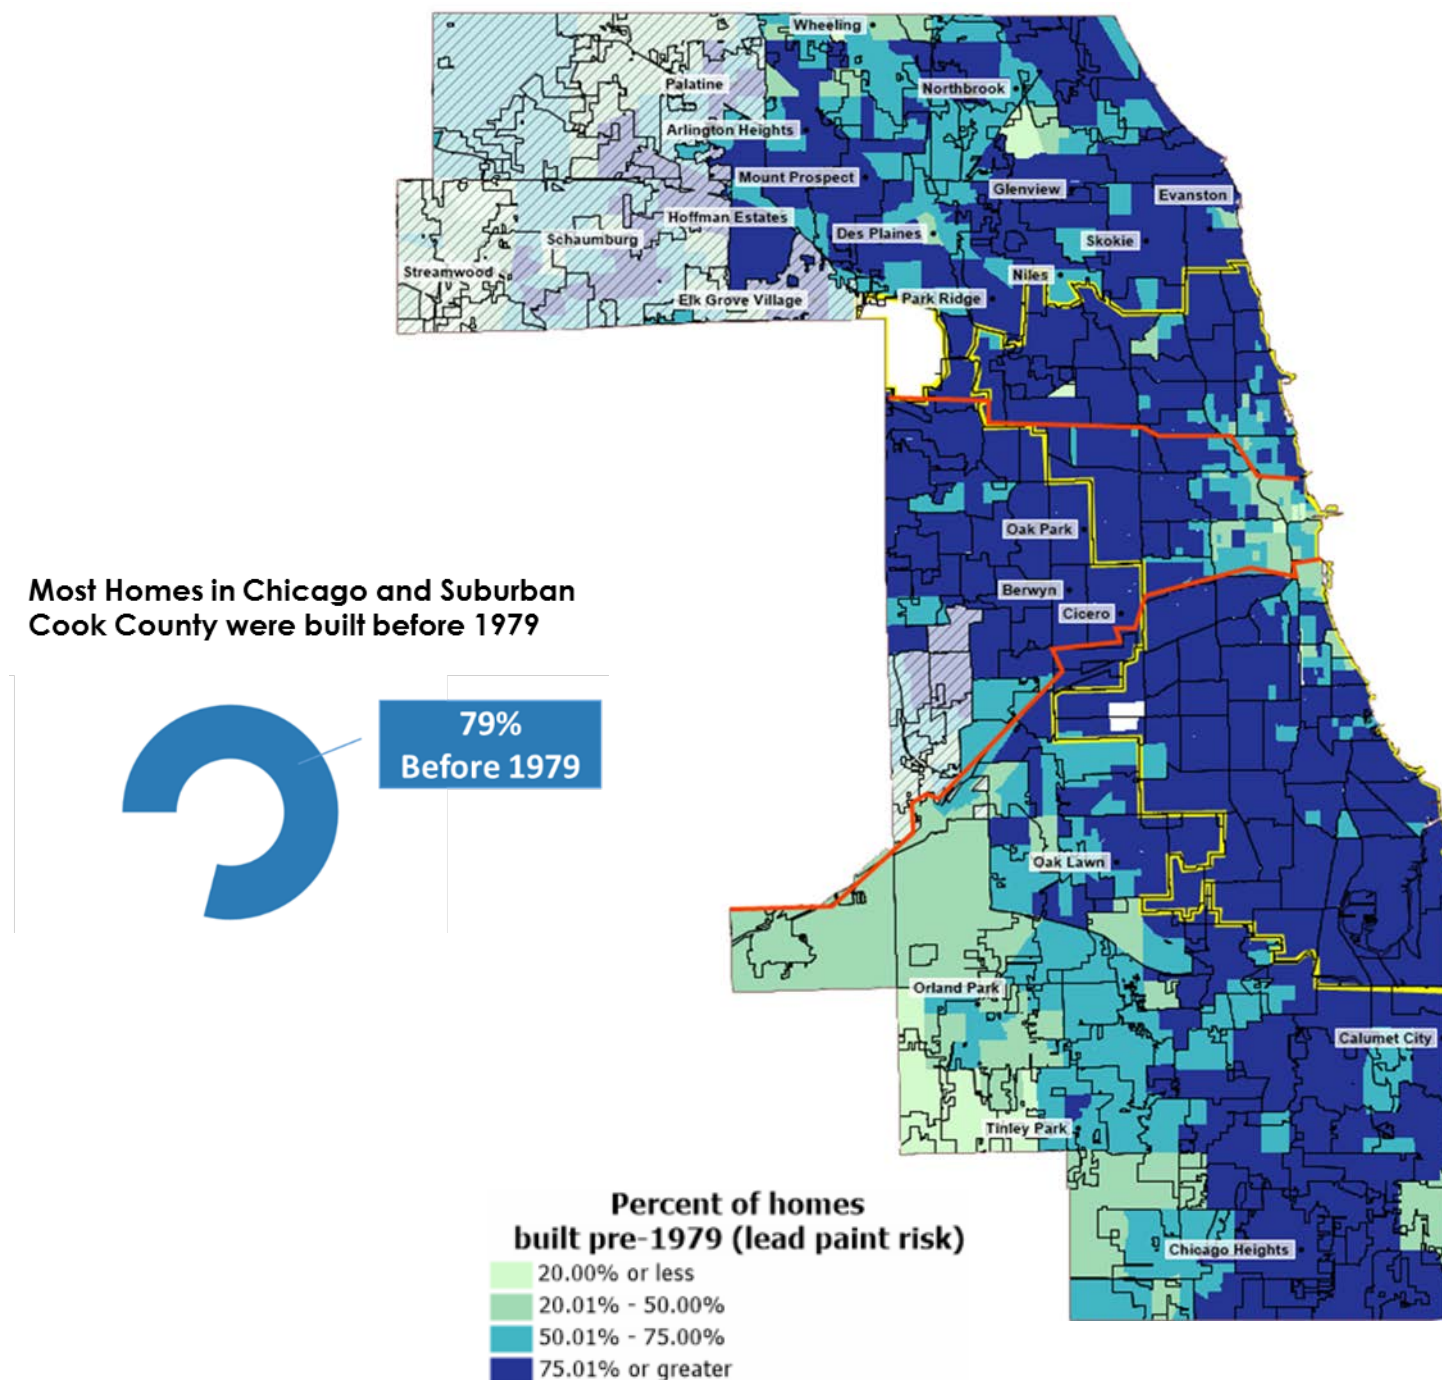 Wheeling
Palatine
Northbrook
Arlington Heights
Mount Prospect
Glenview
Evanston
Hoffman Estates
Des Plaines
Schaumburg
Skokie
Streamwood
Niles
Elk Grove Village
Park Ridge
Oak Park
Most Homes in Chicago and Suburban
Cook County were built before 1979
Berwyn
Cicero
79%
Before 1979
Oak Lawn
Orland Park
Calumet City
Tinley Park
Chicago Heights
Percent of homes
built pre-1979 (lead paint risk)
20.00% or less
20.01% - 50.00%
50.01% - 75.00%
75.01% or greater